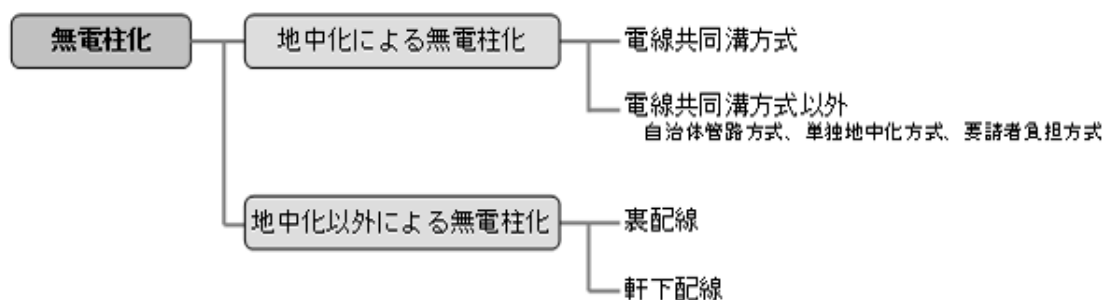 無電柱化
地中化による無電柱化
電線共同溝方式
電線共同溝方式以外
自治体管路方式、単独地中化方式、要請者負担方式
地中化以外による無電柱化
裏配線
軒下配線